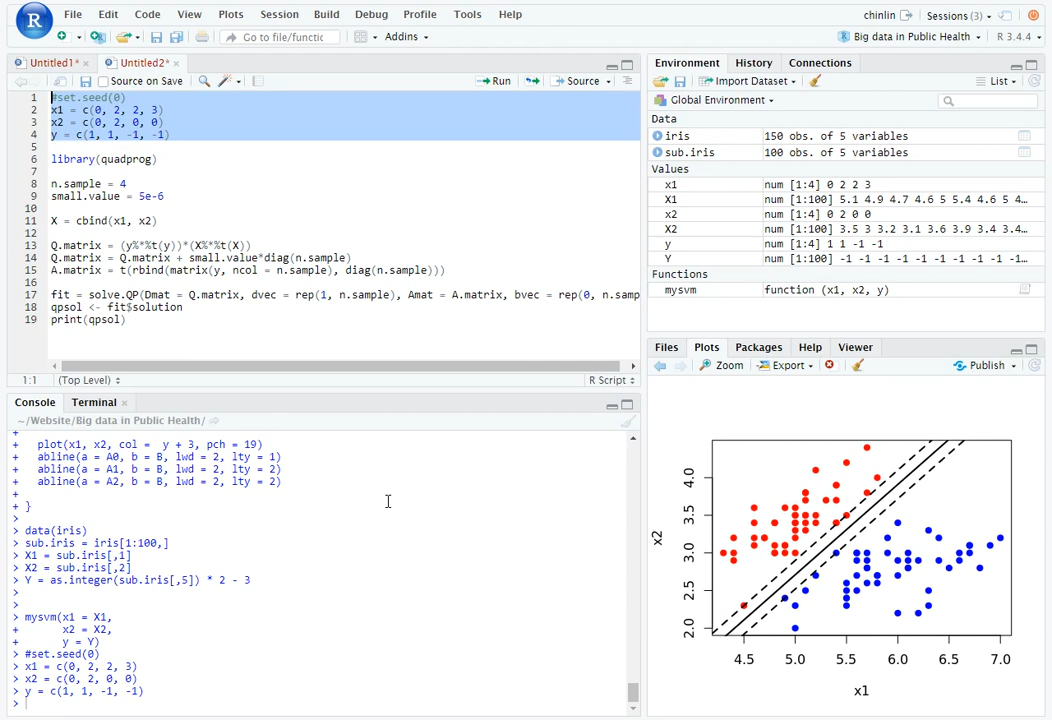 File Edit Code View Plots Session Build Debug Profile Tools Help
chinlin Sessions (3)
Go to file/functic Addins
Big data in Public Health R 3.4.4
Untitled1* Untitled2*
Source on Save Run Source
1 #set.seed(0)
2 x1 = c(0, 2, 2, 3)
3 x2 = c(0, 2, 0, 0)
4 y = c(1, 1, -1, -1)
5
6 library(quadprog)
7
8 n.sample = 4
9 small.value = 5e-6
10
11 X = cbind(x1, x2)
12
13 Q.matrix = (y%*%t(y))*(X%*%t(X))
14 Q.matrix = Q.matrix + small.value*diag(n.sample)
15 A.matrix = t(rbind(matrix(y, ncol = n.sample), diag(n.sample)))
16
17 fit = solve.QP(Dmat = Q.matrix, dvec = rep(1, n.sample), Amat = A.matrix, bvec = rep(0, n.samp
18 qpsol <- fit$solution
19 print(qpsol)
1:1 (Top Level) R Script
Console Terminal
~/Website/Big data in Public Health/
+
+ plot(x1, x2, col = y + 3, pch = 19)
+ abline(a = A0, b = B, lwd = 2, lty = 1)
+ abline(a = A1, b = B, lwd = 2, lty = 2)
+ abline(a = A2, b = B, lwd = 2, lty = 2)
+
+ }
>
> data(iris)
> sub.iris = iris[1:100,]
> X1 = sub.iris[,1]
> X2 = sub.iris[,2]
> Y = as.integer(sub.iris[,5]) * 2 - 3
>
>
> mysvm(x1 = X1,
+ x2 = X2,
+ y = Y)
> #set.seed(0)
> x1 = c(0, 2, 2, 3)
> x2 = c(0, 2, 0, 0)
> y = c(1, 1, -1, -1)
>
Environment History Connections
Import Dataset List
Global Environment
Data
iris 150 obs. of 5 variables
sub.iris 100 obs. of 5 variables
Values
x1 num [1:4] 0 2 2 3
X1 num [1:100] 5.1 4.9 4.7 4.6 5 5.4 4.6 5 4…
x2 num [1:4] 0 2 0 0
X2 num [1:100] 3.5 3 3.2 3.1 3.6 3.9 3.4 3.4…
y num [1:4] 1 1 -1 -1
Y num [1:100] -1 -1 -1 -1 -1 -1 -1 -1 -1…
Functions
mysvm function (x1, x2, y)
Files Plots Packages Help Viewer
Zoom Export Publish
x2
4.0
3.5
3.0
2.5
2.0
4.5 5.0 5.5 6.0 6.5 7.0
x1